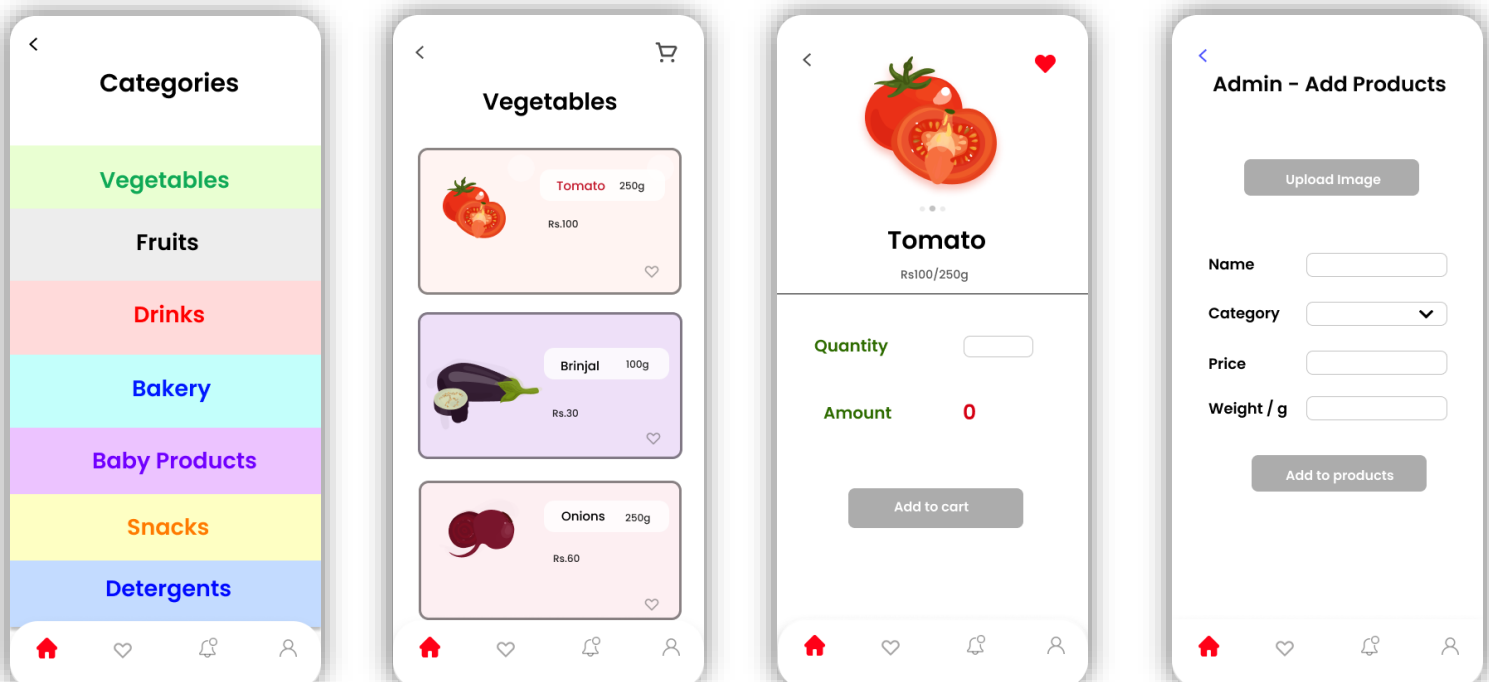 Categories
Vegetables
Fruits
Drinks
Bakery
Baby Products
Snacks
Detergents
Vegetables
Tomato 250g
Rs.100
Brinjal 100g
Rs.30
Onions 250g
Rs.60
Tomato
Rs100/250g
Quantity
Amount 0
Add to cart
Admin - Add Products
Upload Image
Name
Category
Price
Weight / g
Add to products